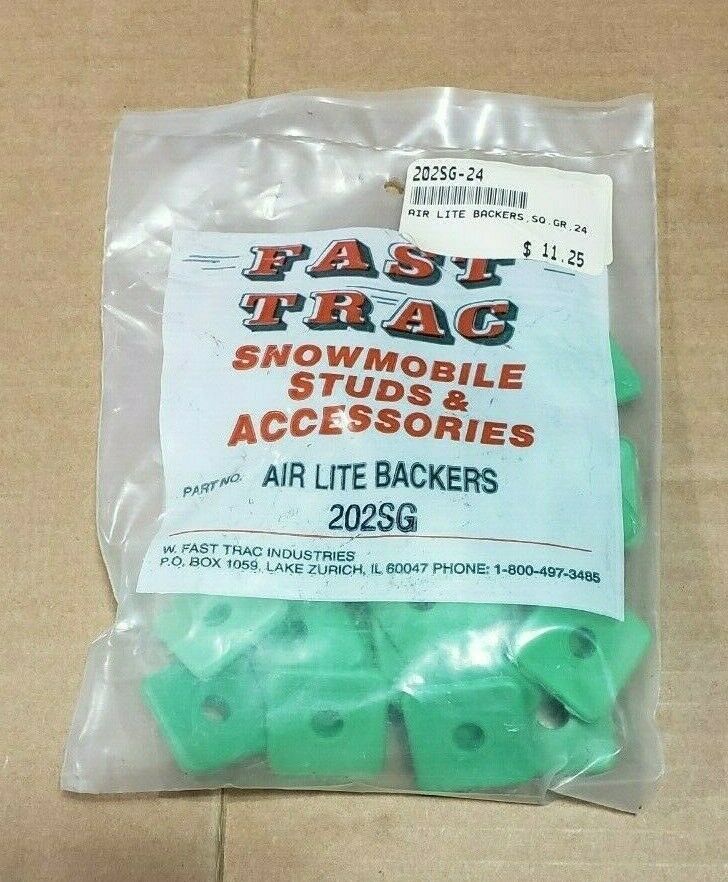 202SG-24
AIR LITE BACKERS,SQ.GR.24
$ 11.25
FAST
TRAC
SNOWMOBILE
STUDS &
ACCESSORIES
PART NO. AIR LITE BACKERS
202SG
W. FAST TRAC INDUSTRIES
P.O. BOX 1059, LAKE ZURICH, IL 60047 PHONE: 1-800-497-3485